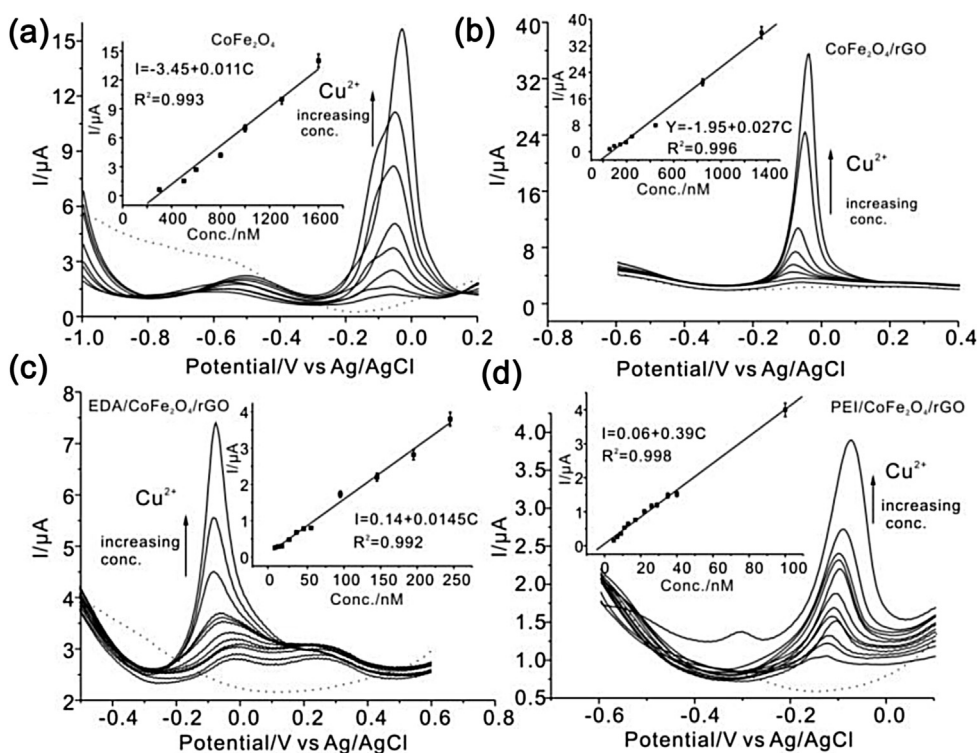 (a)
CoFe₂O₄
I=-3.45+0.011C
R²=0.993
Cu²⁺
increasing
conc.
I/μA
15
12
9
6
3
0
0 400 800 1200 1600
Conc./nM
I/μA
15
12
9
6
3
0
-1.0 -0.8 -0.6 -0.4 -0.2 0.0 0.2
Potential/V vs Ag/AgCl
(b)
CoFe₂O₄/rGO
Y=-1.95+0.027C
R²=0.996
Cu²⁺
increasing
conc.
I/μA
40
32
24
16
8
0
0 200 400 600 800 1000 1200 1400
Conc./nM
I/μA
40
36
32
28
24
20
16
12
8
4
0
-0.8 -0.6 -0.4 -0.2 0.0 0.2 0.4
Potential/V vs Ag/AgCl
(c)
EDA/CoFe₂O₄/rGO
Cu²⁺
increasing
conc.
I=0.14+0.0145C
R²=0.992
I/μA
4
3
2
1
0
0 50 100 150 200 250
Conc./nM
I/μA
8
7
6
5
4
3
2
-0.5 -0.2 0.0 0.2 0.4 0.6
Potential/V vs Ag/AgCl
(d)
PEI/CoFe₂O₄/rGO
I=0.06+0.39C
R²=0.998
Cu²⁺
increasing
conc.
I/μA
4
3
2
1
0
0 20 40 60 80 100
Conc./nM
I/μA
4.0
3.5
3.0
2.5
2.0
1.5
1.0
0.5
-0.6 -0.4 -0.2 0.0
Potential/V vs Ag/AgCl